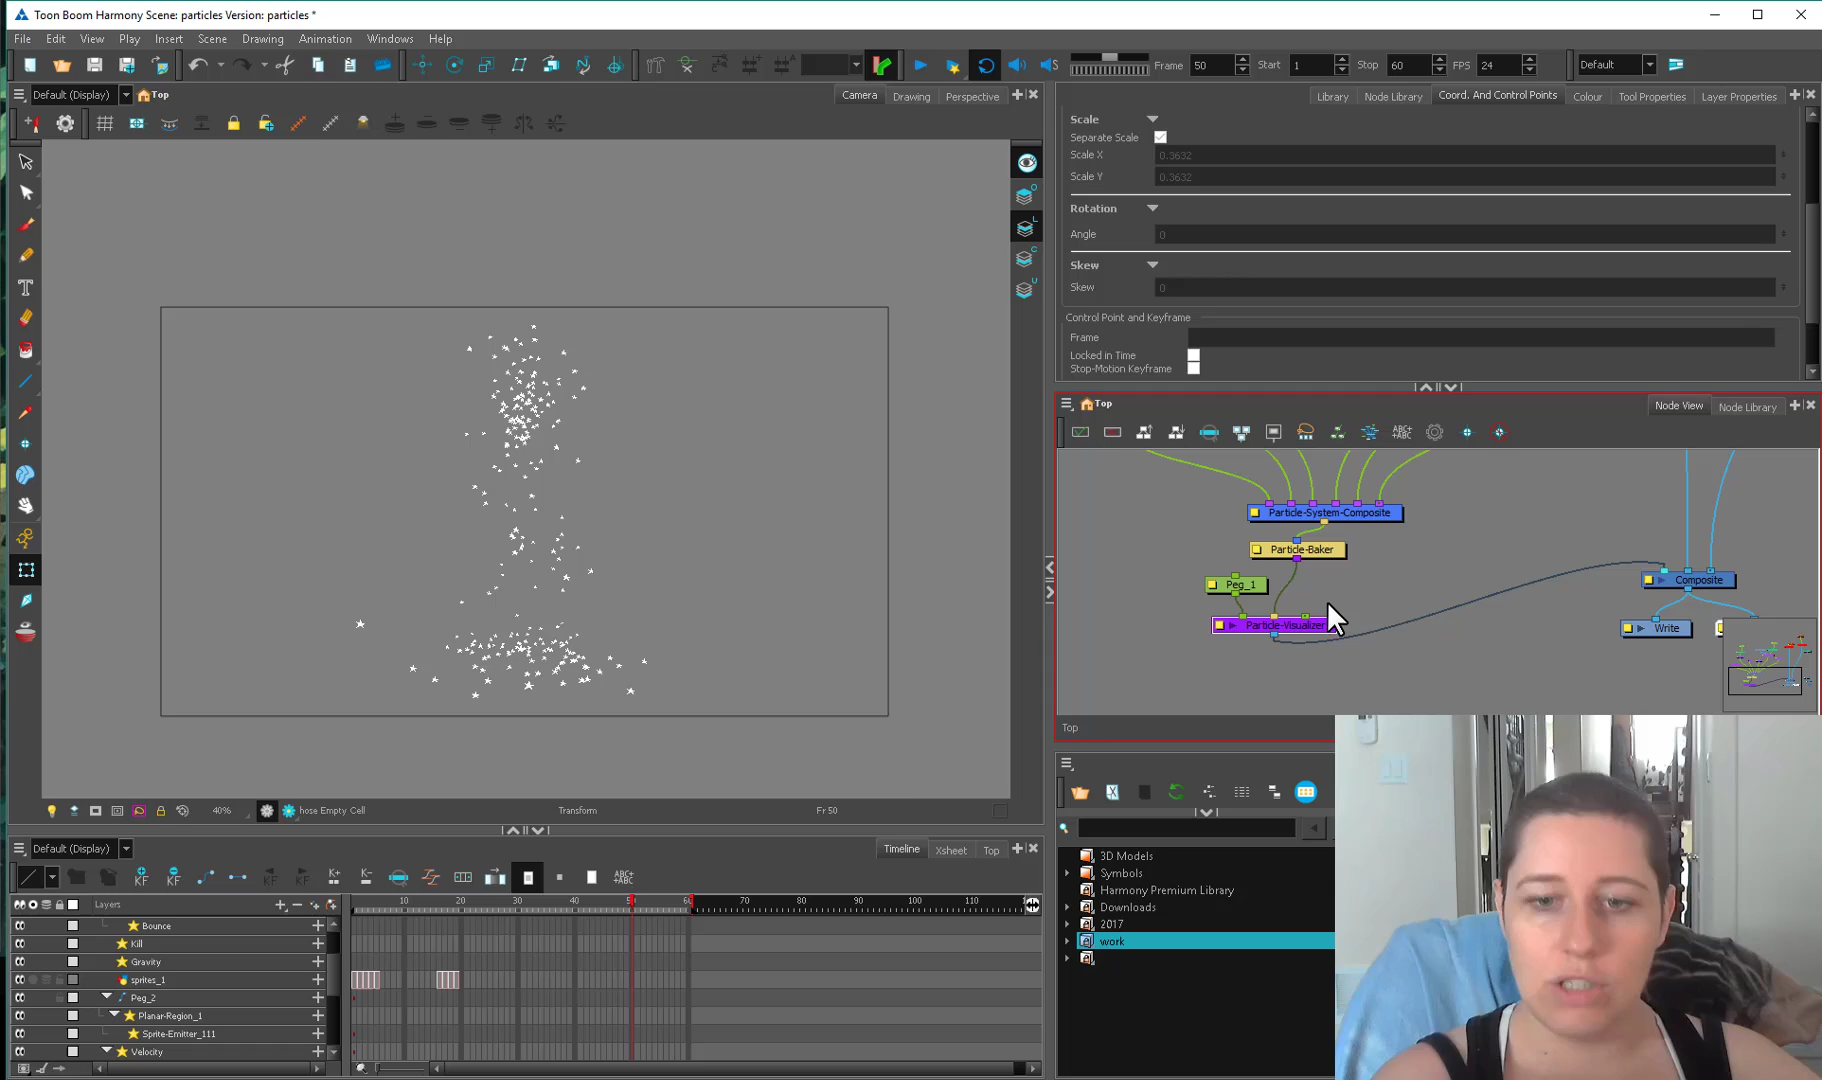 Toon Boom Harmony Scene: particles Version: particles *
File Edit View Play Insert Scene Drawing Animation Windows Help
Frame 50 Start 1 Stop 60 FPS 24 Default
Default (Display) Top Camera Drawing Perspective
Library Node Library Coord. And Control Points Colour Tool Properties Layer Properties
Scale
Separate Scale
Scale X 0.3632
Scale Y 0.3632
Rotation
Angle 0
Skew
Skew 0
Control Point and Keyframe
Frame
Locked in Time
Stop-Motion Keyframe
Top Node View Node Library
Particle-System-Composite
Particle-Baker
Peg_1
Particle-Visualizer
Composite
Write
Top
40% hose Empty Cell Transform Fr 50
Default (Display) Timeline Xsheet Top
Layers 10 20 30 40 50 60 70 80 90 100 110
Bounce
Kill
Gravity
sprites_1
Peg_2
Planar-Region_1
Sprite-Emitter_111
Velocity
3D Models
Symbols
Harmony Premium Library
Downloads
2017
work